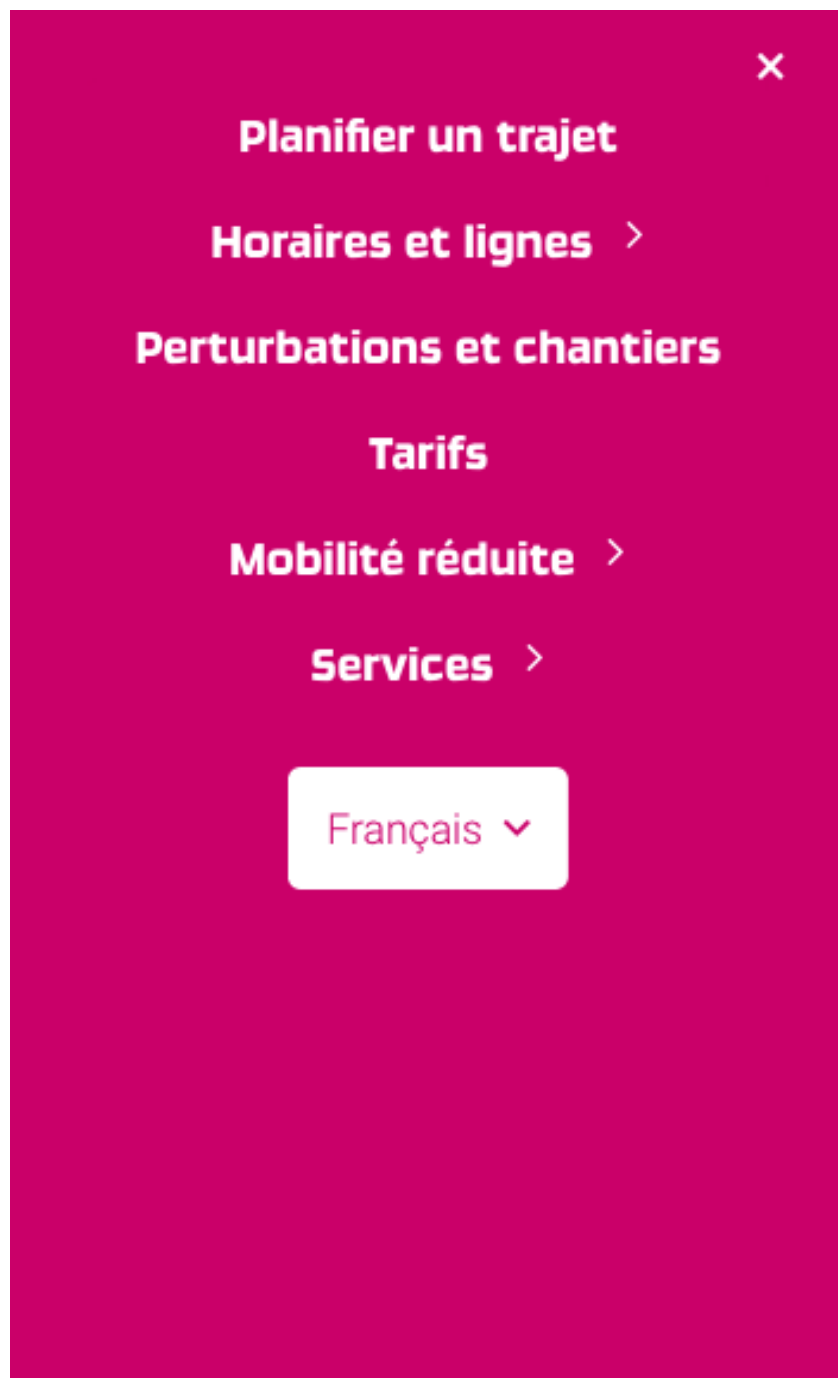 Planifier un trajet
Horaires et lignes
Perturbations et chantiers
Tarifs
Mobilité réduite
Services
Français